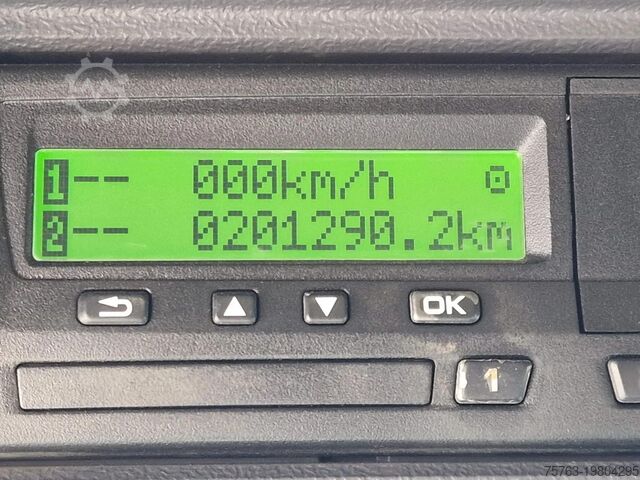 1-- 000km/h
2-- 0201290.2km
OK
1
75763-19804295